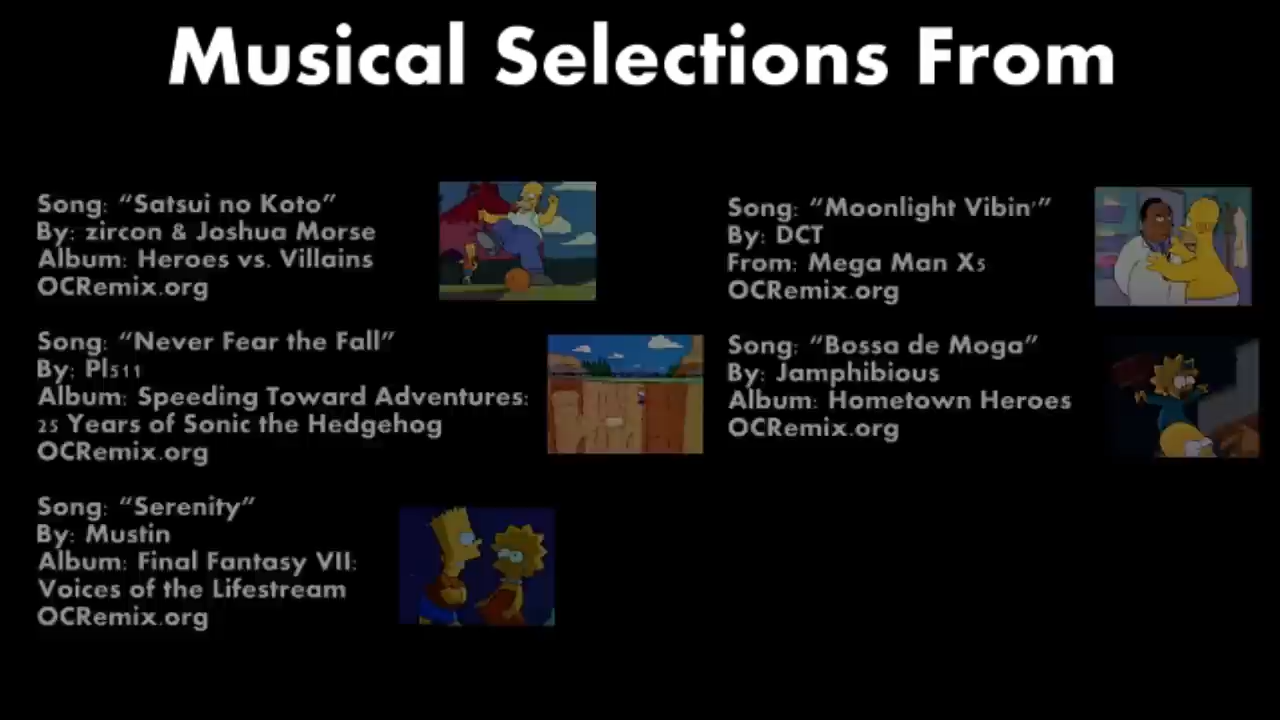 Musical Selections From
Song: “Satsui no Koto”
By: zircon & Joshua Morse
Album: Heroes vs. Villains
OCRemix.org
Song: “Never Fear the Fall”
By: Pl511
Album: Speeding Toward Adventures:
25 Years of Sonic the Hedgehog
OCRemix.org
Song: “Serenity”
By: Mustin
Album: Final Fantasy VII:
Voices of the Lifestream
OCRemix.org
Song: “Moonlight Vibin'”
By: DCT
From: Mega Man X5
OCRemix.org
Song: “Bossa de Moga”
By: Jamphibious
Album: Hometown Heroes
OCRemix.org